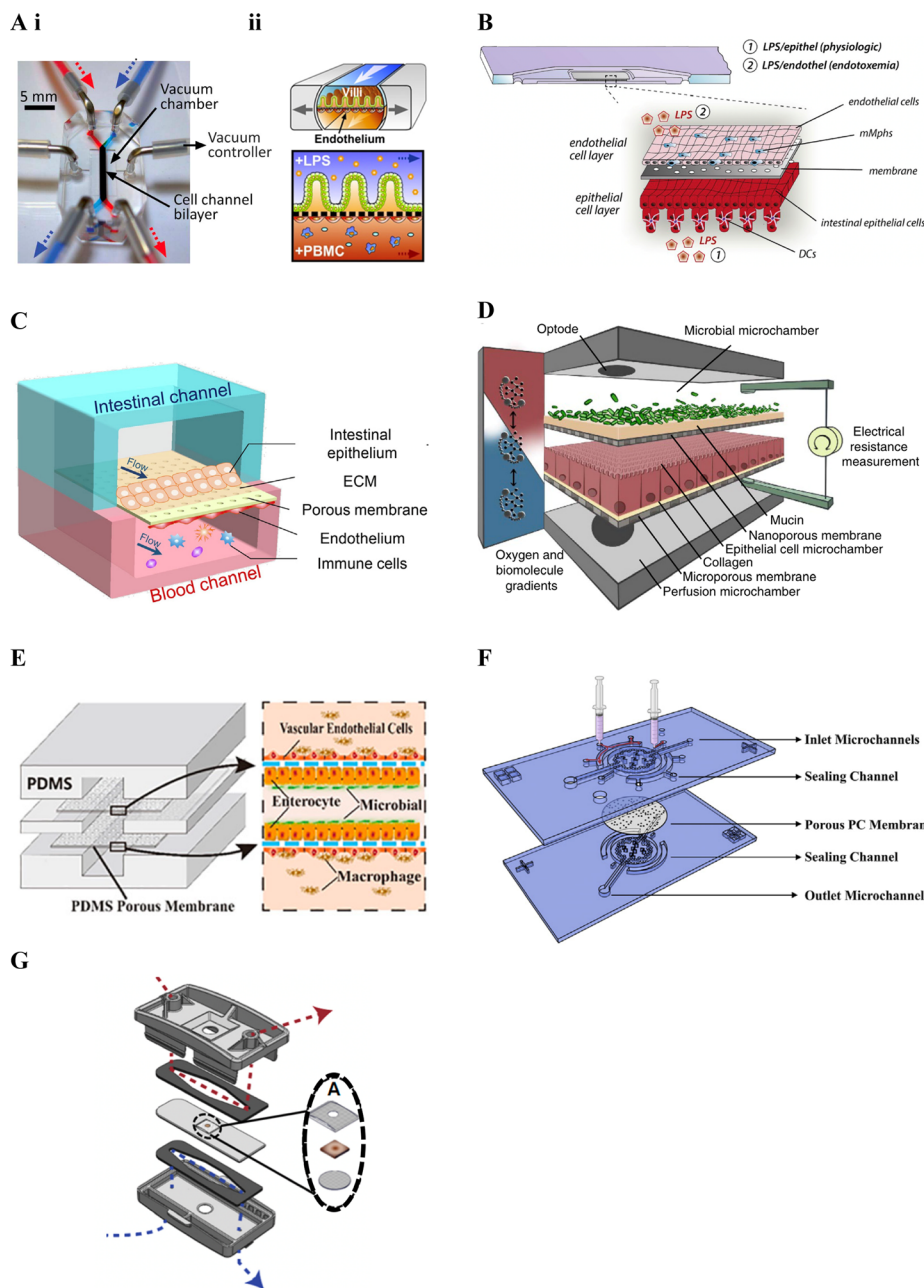 A i
ii
5 mm
Vacuum
chamber
Vacuum
controller
Cell channel
bilayer
Villi
Endothelium
+LPS
+PBMC
B
1 LPS/epithel (physiologic)
2 LPS/endothel (endotoxemia)
LPS 2
endothelial cells
mMphs
endothelial
cell layer
membrane
epithelial
cell layer
intestinal epithelial cells
LPS
1
DCs
C
Intestinal channel
Flow
Intestinal
epithelium
ECM
Porous membrane
Endothelium
Immune cells
Flow
Blood channel
D
Optode
Microbial microchamber
Electrical
resistance
measurement
Mucin
Nanoporous membrane
Epithelial cell microchamber
Collagen
Microporous membrane
Perfusion microchamber
Oxygen and
biomolecule
gradients
E
PDMS
PDMS Porous Membrane
Vascular Endothelial Cells
Enterocyte
Microbial
Macrophage
F
Inlet Microchannels
Sealing Channel
Porous PC Membran
Sealing Channel
Outlet Microchannel
G
A